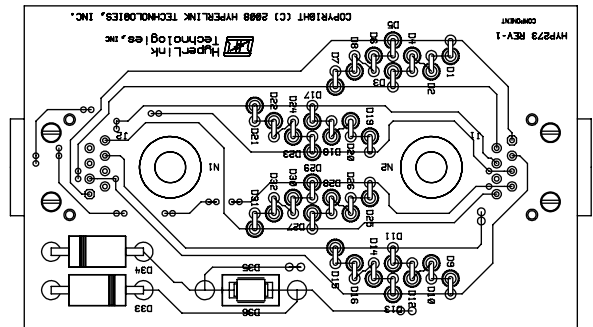 COPYRIGHT (C) 2008 HYPERLINK TECHNOLOGIES, INC.
HyperLink
Technologies, INC
COMPONENT
HYP273 REV-1
D5
D8
D6
D4
D7
D1
D3
D2
D17
D22
D24
D19
D21
D23
D18
D20
J2
J1
N1
N2
D29
D32
D30
D28
D26
D31
D27
D25
D11
D14
D9
D15
D16
D13
D12
D10
D34
D35
D33
D36